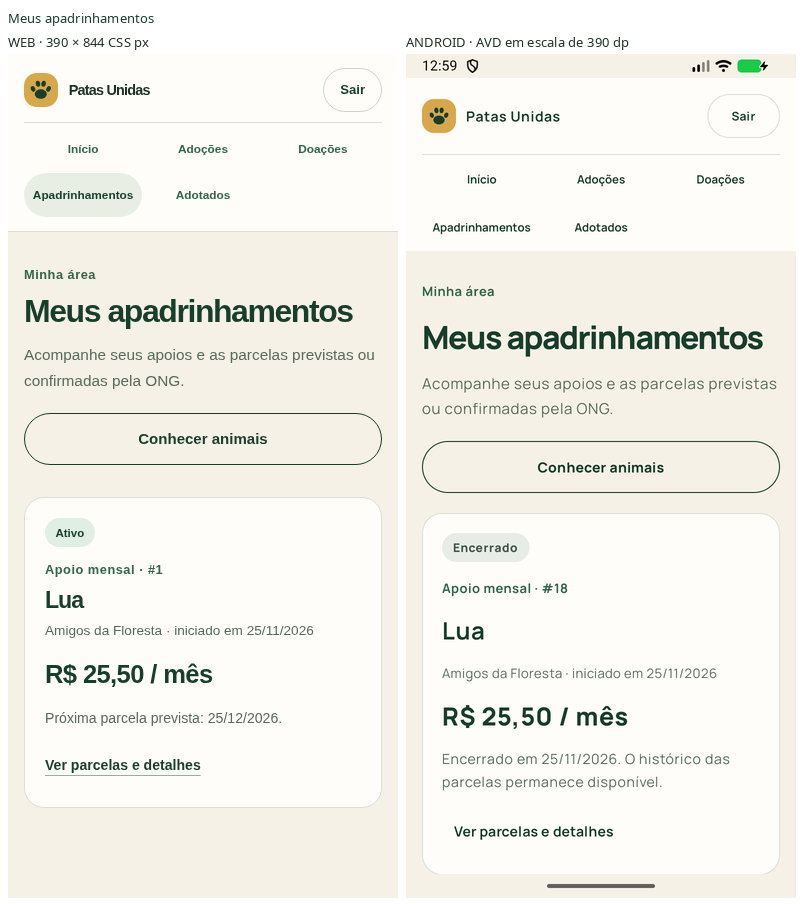 Meus apadrinhamentos
WEB · 390 × 844 CSS px
Patas Unidas
Sair
Início Adoções Doações
Apadrinhamentos Adotados
Minha área
Meus apadrinhamentos
Acompanhe seus apoios e as parcelas previstas ou
confirmadas pela ONG.
Conhecer animais
Ativo
Apoio mensal · #1
Lua
Amigos da Floresta · iniciado em 25/11/2026
R$ 25,50 / mês
Próxima parcela prevista: 25/12/2026.
Ver parcelas e detalhes
ANDROID · AVD em escala de 390 dp
12:59
Patas Unidas
Sair
Início Adoções Doações
Apadrinhamentos Adotados
Minha área
Meus apadrinhamentos
Acompanhe seus apoios e as parcelas previstas
ou confirmadas pela ONG.
Conhecer animais
Encerrado
Apoio mensal · #18
Lua
Amigos da Floresta · iniciado em 25/11/2026
R$ 25,50 / mês
Encerrado em 25/11/2026. O histórico das
parcelas permanece disponível.
Ver parcelas e detalhes